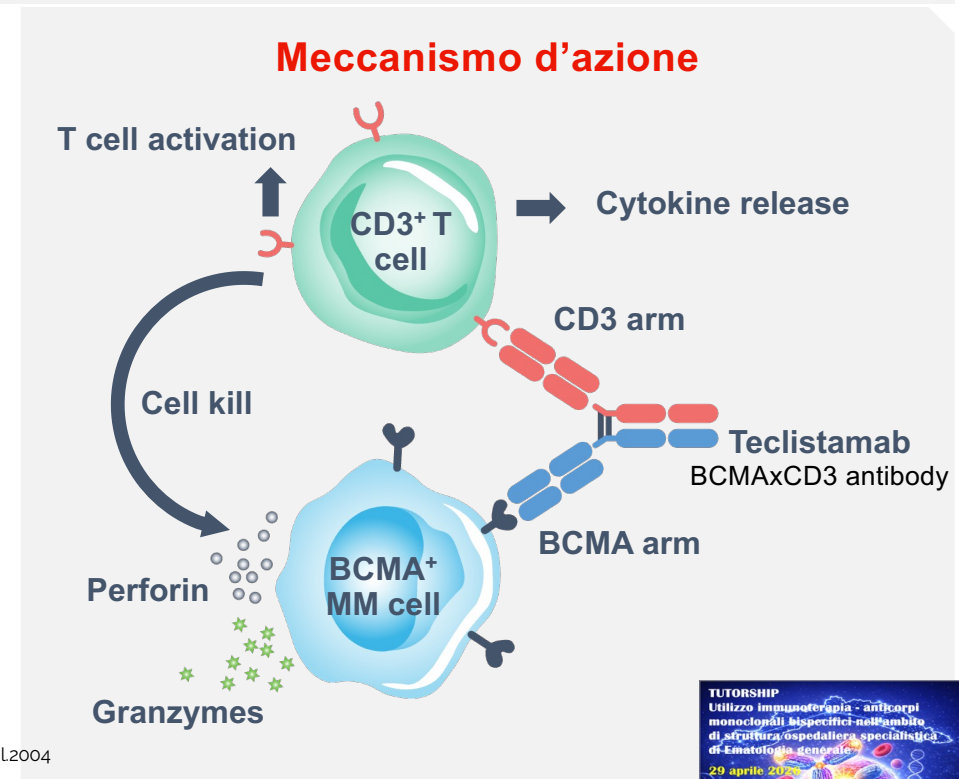 Meccanismo d’azione
T cell activation
CD3⁺ T
cell
Cytokine release
CD3 arm
Cell kill
Teclistamab
BCMAxCD3 antibody
BCMA arm
BCMA⁺
MM cell
Perforin
Granzymes
l.2004
TUTORSHIP
Utilizzo immunoterapia - anticorpi
monoclonali bispecifici nell'ambito
di struttura ospedaliera specialistica
di Ematologia generale
29 aprile